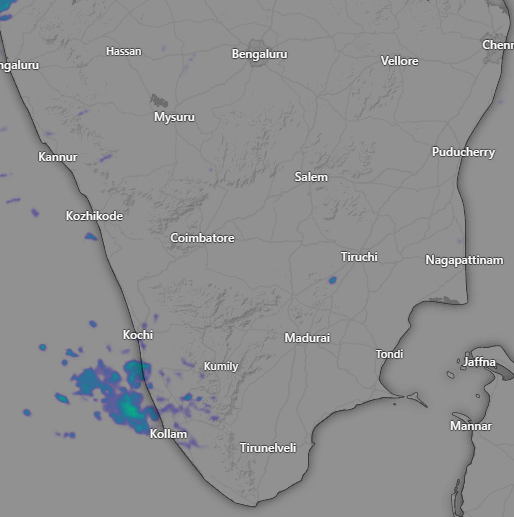 Hassan
Bengaluru
Chenn
ngaluru
Vellore
Mysuru
Kannur
Puducherry
Salem
Kozhikode
Coimbatore
Tiruchi
Nagapattinam
Kochi
Madurai
Tondi
Kumily
Jaffna
Mannar
Kollam
Tirunelveli